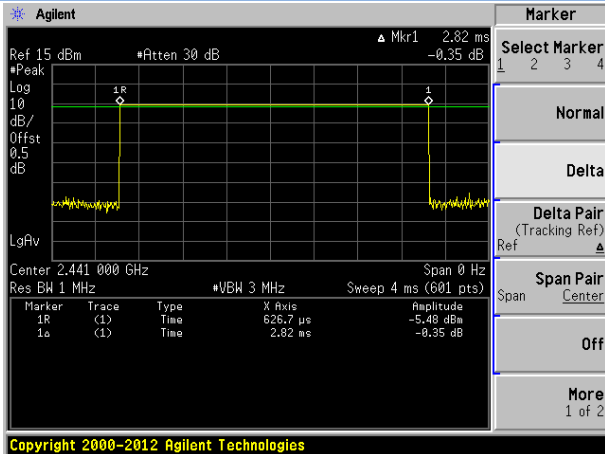 Agilent
Marker
Δ Mkr1 2.82 ms
Ref 15 dBm #Atten 30 dB -0.35 dB
Select Marker
1 2 3 4
#Peak
Log
10
dB/
Offst
0.5
dB
1R
1
Normal
Delta
Delta Pair
(Tracking Ref)
Ref Δ
LgAv
Center 2.441 000 GHz Span 0 Hz
Res BW 1 MHz #VBW 3 MHz Sweep 4 ms (601 pts)
Span Pair
Span Center
Marker Trace Type X Axis Amplitude
1R (1) Time 626.7 µs -5.48 dBm
1Δ (1) Time 2.82 ms -0.35 dB
Off
More
1 of 2
Copyright 2000-2012 Agilent Technologies